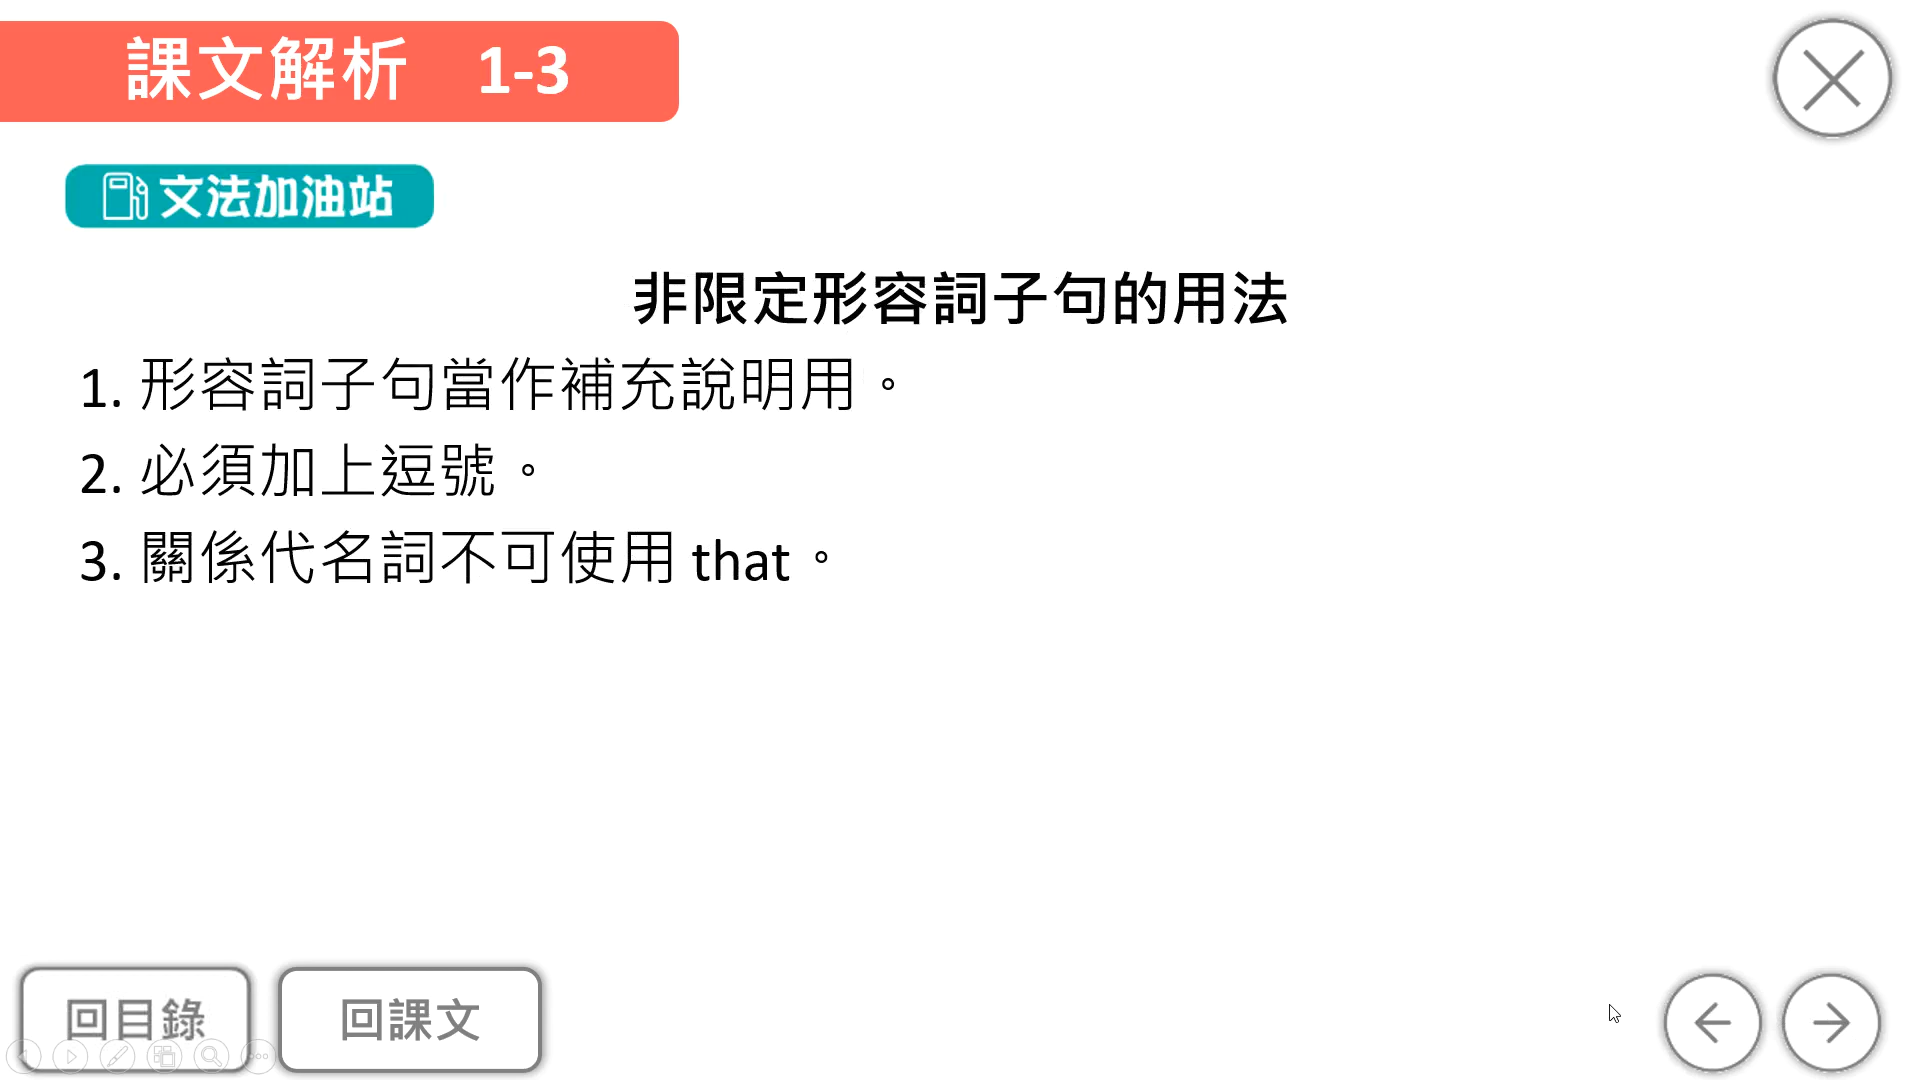 課文解析 1-3
文法加油站
非限定形容詞子句的用法
1. 形容詞子句當作補充說明用。
2. 必須加上逗號。
3. 關係代名詞不可使用 that。
回目錄
回課文